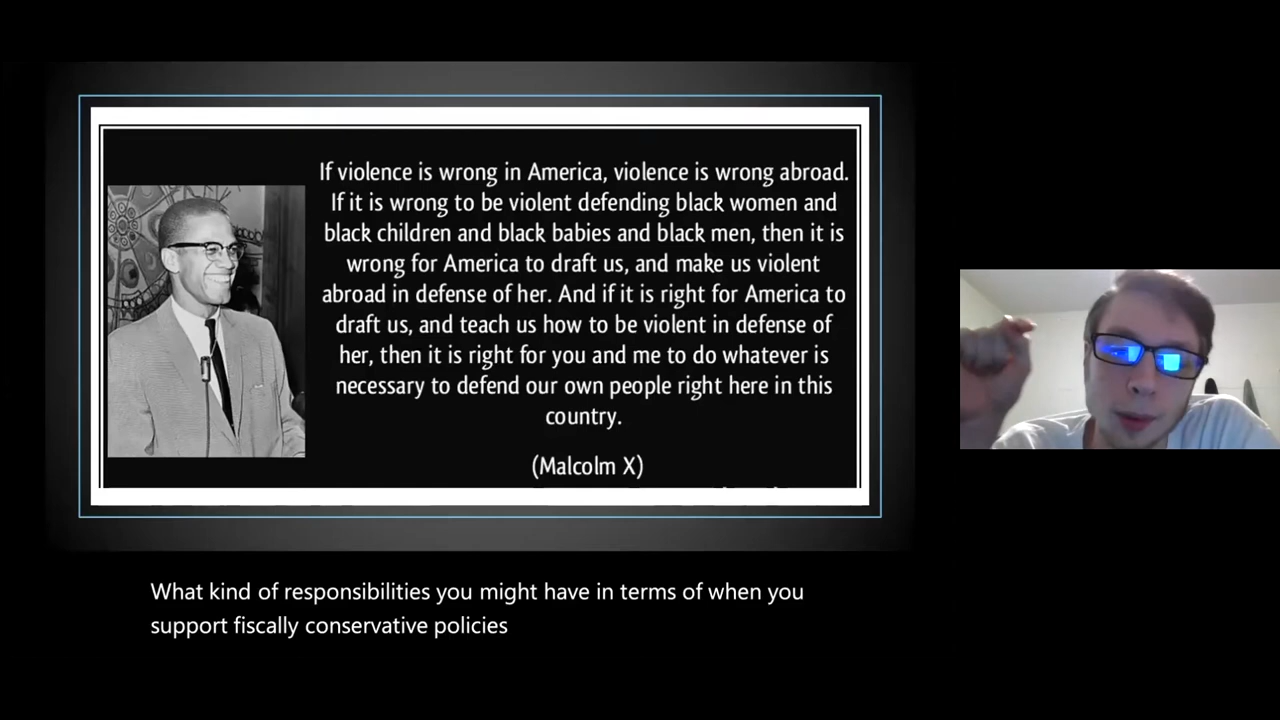 If violence is wrong in America, violence is wrong abroad.
If it is wrong to be violent defending black women and
black children and black babies and black men, then it is
wrong for America to draft us, and make us violent
abroad in defense of her. And if it is right for America to
draft us, and teach us how to be violent in defense of
her, then it is right for you and me to do whatever is
necessary to defend our own people right here in this
country.
(Malcolm X)
What kind of responsibilities you might have in terms of when you
support fiscally conservative policies